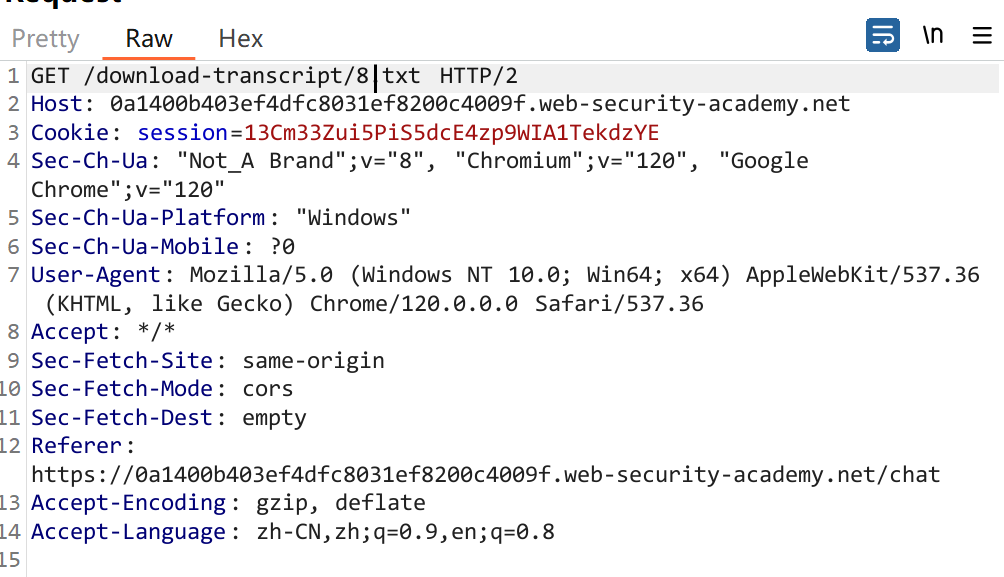 Request
Pretty Raw Hex
\n
1 GET /download-transcript/8.txt HTTP/2
2 Host: 0a1400b403ef4dfc8031ef8200c4009f.web-security-academy.net
3 Cookie: session=13Cm33Zui5PiS5dcE4zp9WIA1TekdzYE
4 Sec-Ch-Ua: "Not_A Brand";v="8", "Chromium";v="120", "Google
Chrome";v="120"
5 Sec-Ch-Ua-Platform: "Windows"
6 Sec-Ch-Ua-Mobile: ?0
7 User-Agent: Mozilla/5.0 (Windows NT 10.0; Win64; x64) AppleWebKit/537.36
(KHTML, like Gecko) Chrome/120.0.0.0 Safari/537.36
8 Accept: */*
9 Sec-Fetch-Site: same-origin
10 Sec-Fetch-Mode: cors
11 Sec-Fetch-Dest: empty
12 Referer:
https://0a1400b403ef4dfc8031ef8200c4009f.web-security-academy.net/chat
13 Accept-Encoding: gzip, deflate
14 Accept-Language: zh-CN,zh;q=0.9,en;q=0.8
15